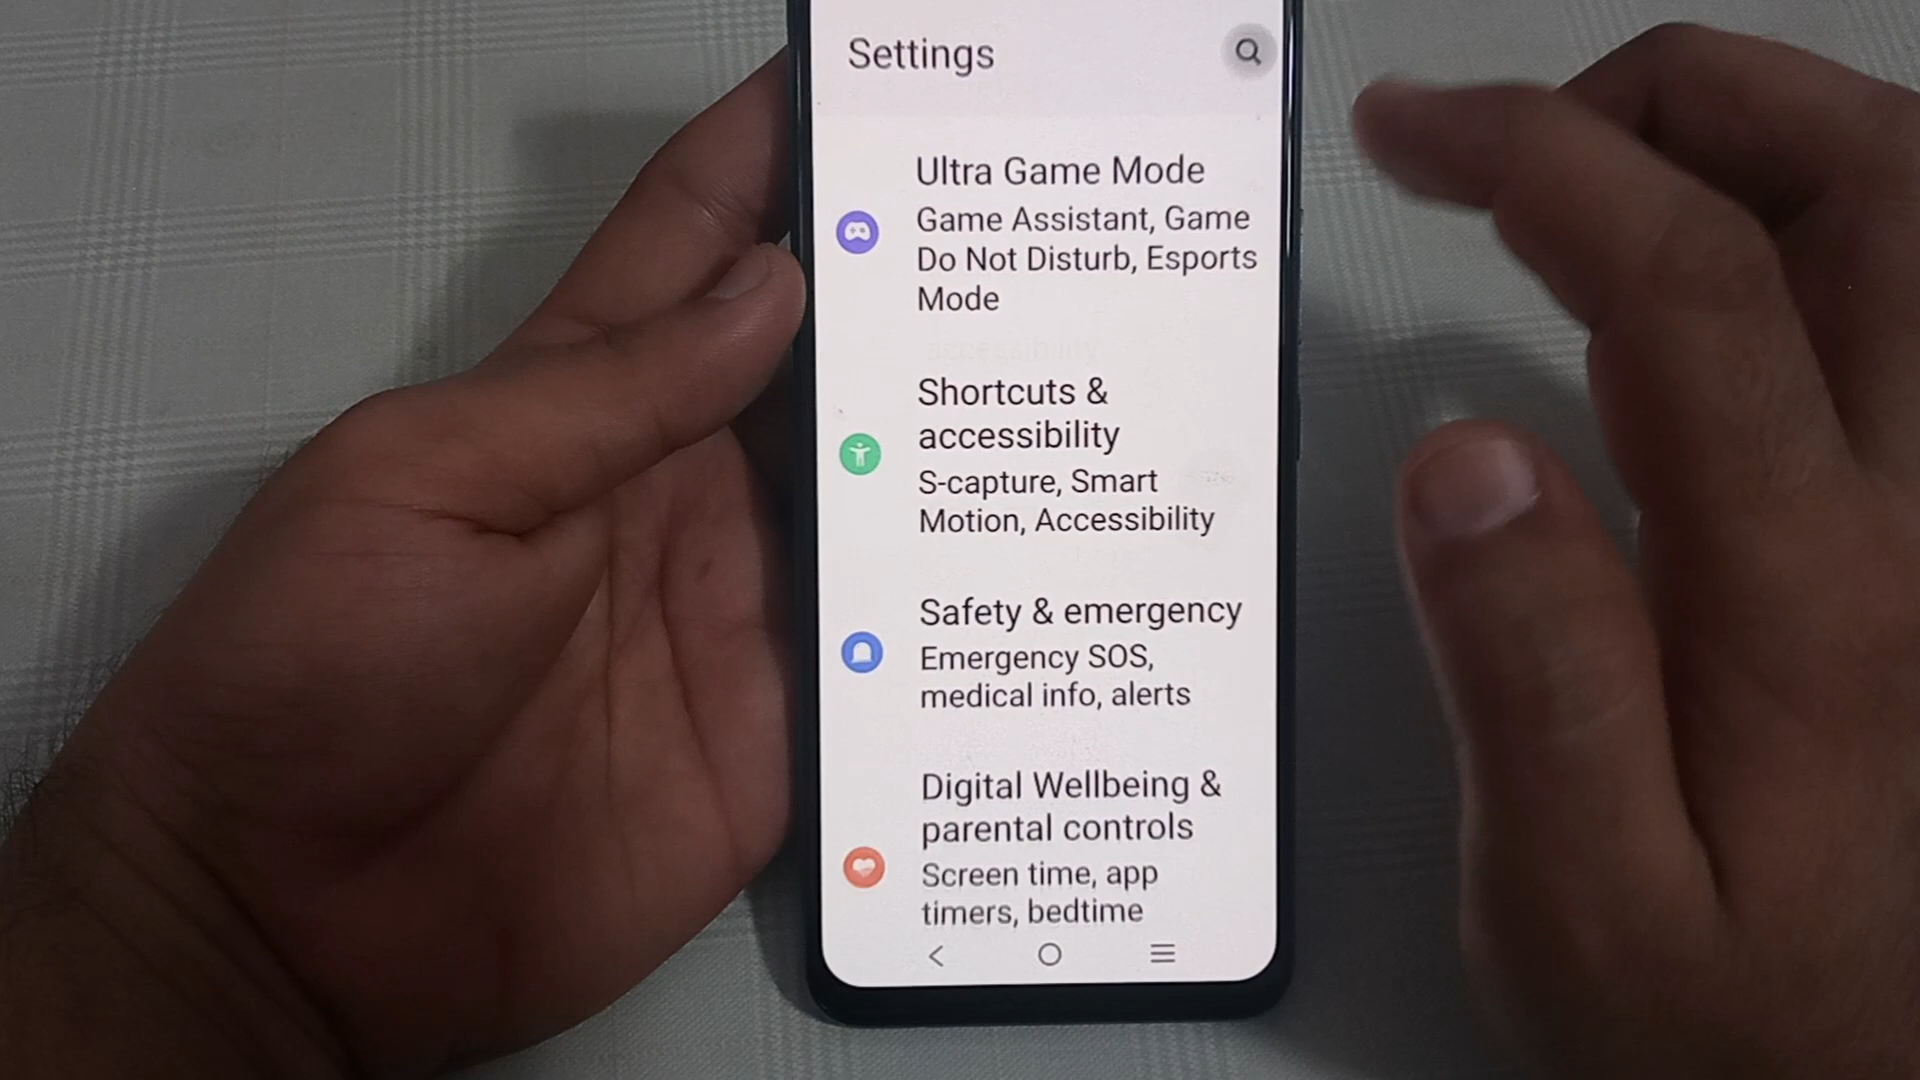 Settings
Ultra Game Mode
Game Assistant, Game
Do Not Disturb, Esports
Mode
accessibility
Shortcuts &
accessibility
S-capture, Smart
Motion, Accessibility
Safety & emergency
Emergency SOS,
medical info, alerts
Digital Wellbeing &
parental controls
Screen time, app
timers, bedtime